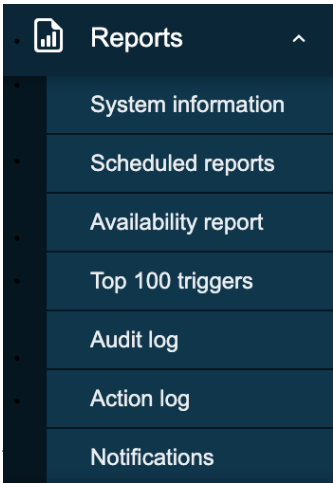 Reports
System information
Scheduled reports
Availability report
Top 100 triggers
Audit log
Action log
Notifications